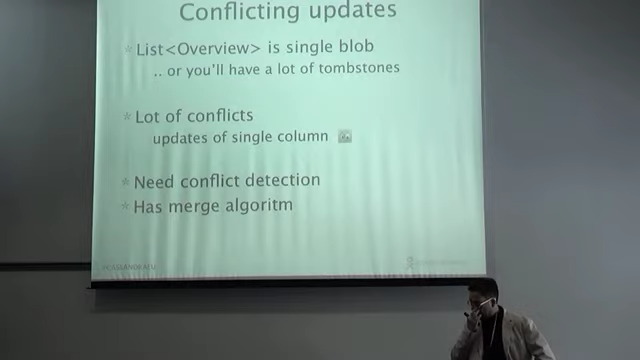 Conflicting updates
* List<Overview> is single blob
.. or you'll have a lot of tombstones
* Lot of conflicts
updates of single column
* Need conflict detection
* Has merge algoritm